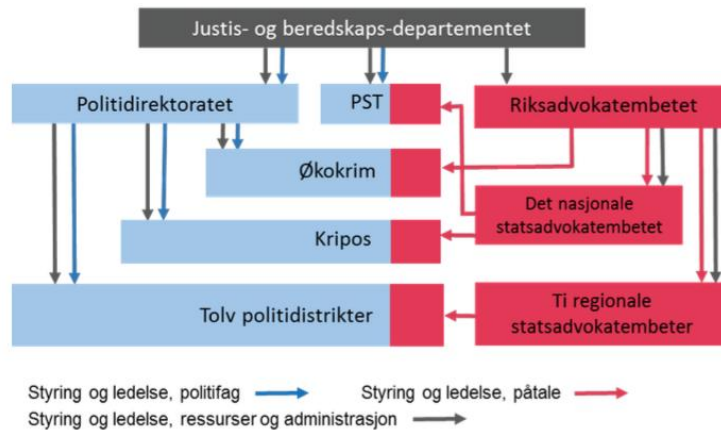 Justis- og beredskaps-departementet
Politidirektoratet
PST
Riksadvokatembetet
Økokrim
Det nasjonale
statsadvokatembetet
Kripos
Tolv politidistrikter
Ti regionale
statsadvokatembeter
Styring og ledelse, politifag
Styring og ledelse, påtale
Styring og ledelse, ressurser og administrasjon